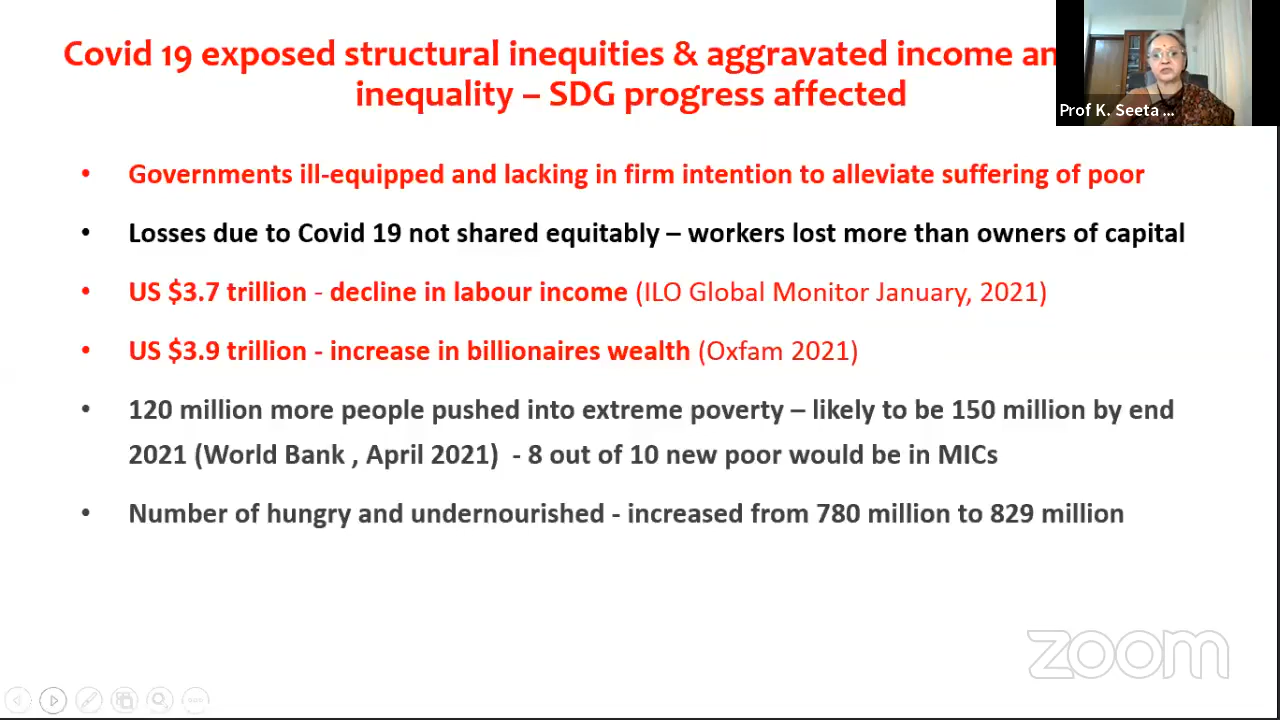 Covid 19 exposed structural inequities & aggravated income an
inequality – SDG progress affected
Prof K. Seeta ...
• Governments ill-equipped and lacking in firm intention to alleviate suffering of poor
• Losses due to Covid 19 not shared equitably – workers lost more than owners of capital
• US $3.7 trillion - decline in labour income (ILO Global Monitor January, 2021)
• US $3.9 trillion - increase in billionaires wealth (Oxfam 2021)
• 120 million more people pushed into extreme poverty – likely to be 150 million by end
2021 (World Bank , April 2021) - 8 out of 10 new poor would be in MICs
• Number of hungry and undernourished - increased from 780 million to 829 million
zoom